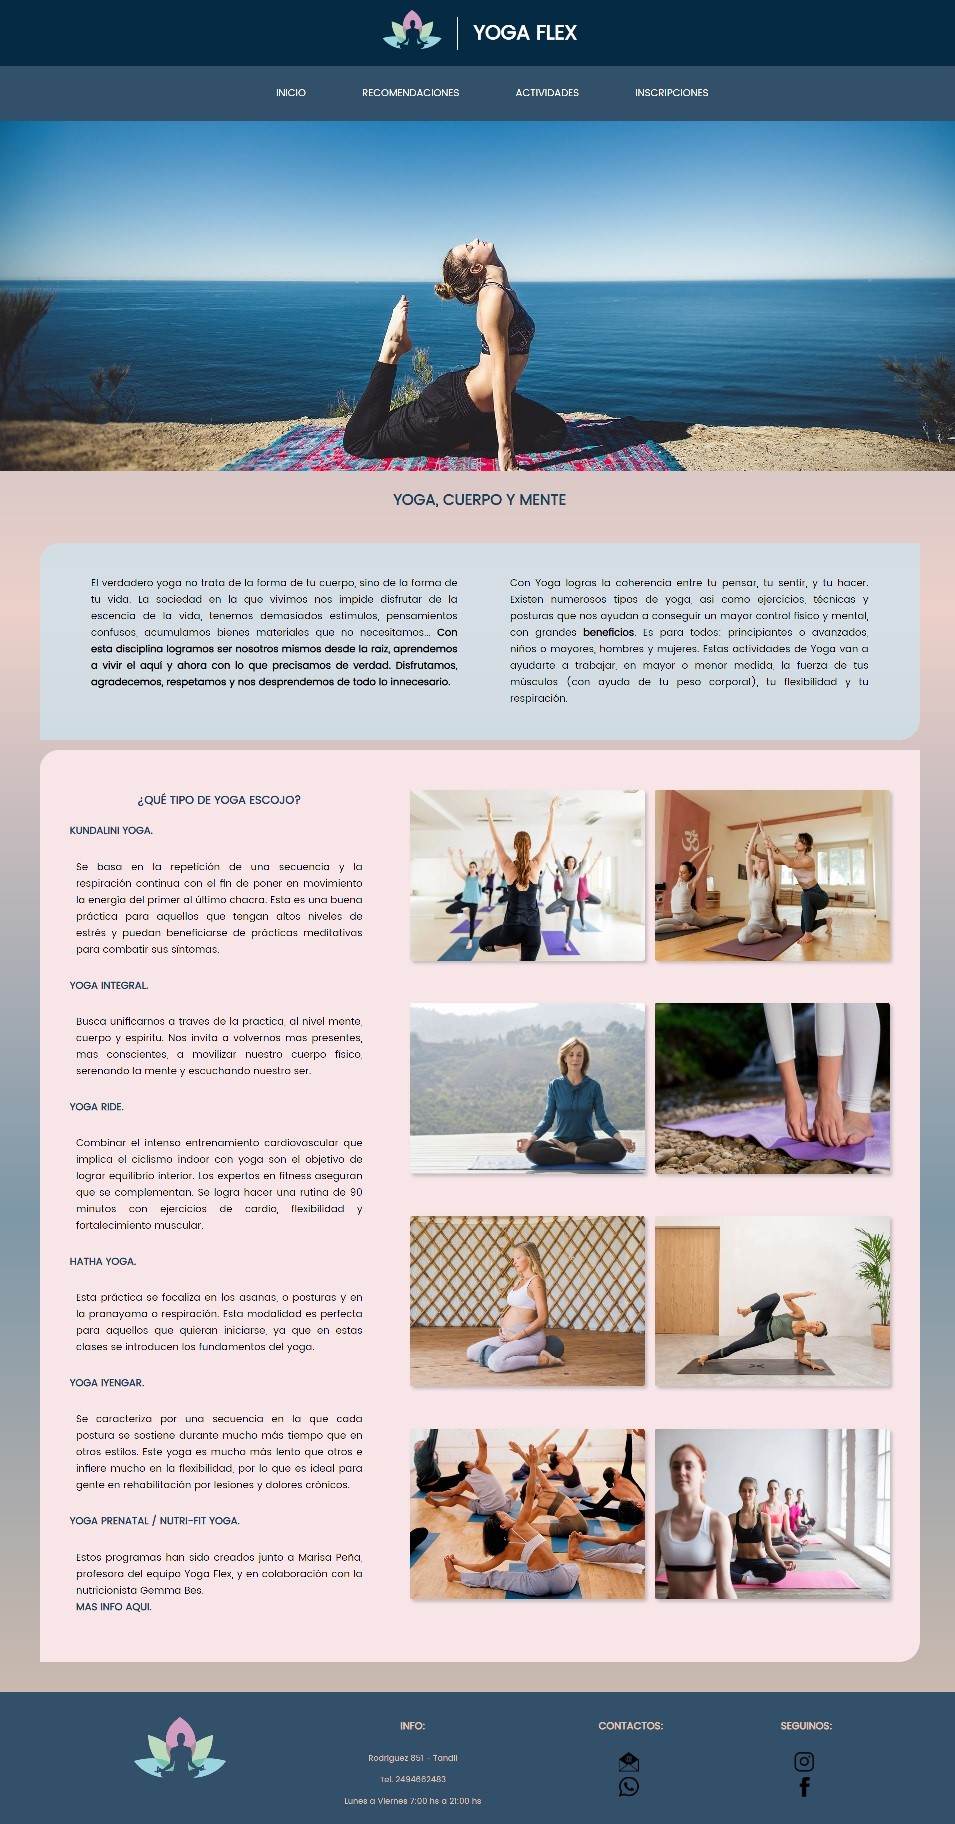 YOGA FLEX
INICIO
RECOMENDACIONES
ACTIVIDADES
INSCRIPCIONES
YOGA, CUERPO Y MENTE
El verdadero yoga no trata de la forma de tu cuerpo, sino de la forma de
tu vida. La sociedad en la que vivimos nos impide disfrutar de la
escencia de la vida, tenemos demasiados estimulos, pensamientos
confusos, acumulamos bienes materiales que no necesitamos... Con
esta disciplina logramos ser nosotros mismos desde la raiz, aprendemos
a vivir el aquí y ahora con lo que precisamos de verdad. Disfrutamos,
agradecemos, respetamos y nos desprendemos de todo lo innecesario.
Con Yoga logras la coherencia entre tu pensar, tu sentir, y tu hacer.
Existen numerosos tipos de yoga, asi como ejercicios, técnicas y
posturas que nos ayudan a conseguir un mayor control físico y mental,
con grandes beneficios. Es para todos: principiantes o avanzados,
niños o mayores, hombres y mujeres. Estas actividades de Yoga van a
ayudarte a trabajar, en mayor o menor medida, la fuerza de tus
músculos (con ayuda de tu peso corporal), tu flexibilidad y tu
respiración.
¿QUÉ TIPO DE YOGA ESCOJO?
KUNDALINI YOGA.
Se basa en la repetición de una secuencia y la
respiración continua con el fin de poner en movimiento
la energía del primer al último chacra. Esta es una buena
práctica para aquellos que tengan altos niveles de
estrés y puedan beneficiarse de prácticas meditativas
para combatir sus síntomas.
YOGA INTEGRAL.
Busca unificarnos a traves de la practica, al nivel mente,
cuerpo y espiritu. Nos invita a volvernos mas presentes,
mas conscientes, a movilizar nuestro cuerpo fisico,
serenando la mente y escuchando nuestro ser.
YOGA RIDE.
Combinar el intenso entrenamiento cardiovascular que
implica el ciclismo indoor con yoga son el objetivo de
lograr equilibrio interior. Los expertos en fitness aseguran
que se complementan. Se logra hacer una rutina de 90
minutos con ejercicios de cardio, flexibilidad y
fortalecimiento muscular.
HATHA YOGA.
Esta práctica se focaliza en los asanas, o posturas y en
la pranayama o respiración. Esta modalidad es perfecta
para aquellos que quieran iniciarse, ya que en estas
clases se introducen los fundamentos del yoga.
YOGA IYENGAR.
Se caracteriza por una secuencia en la que cada
postura se sostiene durante mucho más tiempo que en
otros estilos. Este yoga es mucho más lento que otros e
infiere mucho en la flexibilidad, por lo que es ideal para
gente en rehabilitación por lesiones y dolores crónicos.
YOGA PRENATAL / NUTRI-FIT YOGA.
Estos programas han sido creados junto a Marisa Peña,
profesora del equipo Yoga Flex, y en colaboración con la
nutricionista Gemma Bes.
MAS INFO AQUI.
INFO:
Rodriguez 851 - Tandil
Tel. 2494662483
Lunes a Viernes 7:00 hs a 21:00 hs
CONTACTOS:
SEGUINOS: